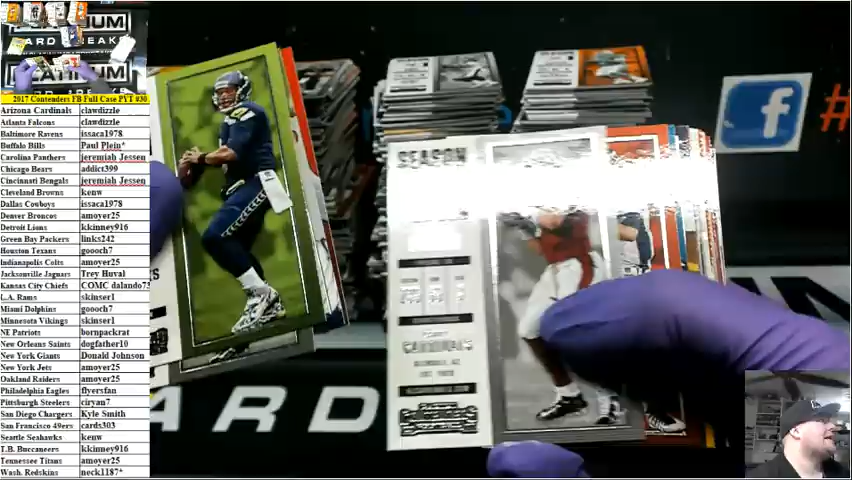 PLATINUM
ARD BREAKS
PLATINUM
2017 Contenders FB Full Case PYT #30
Arizona Cardinals clawdizzle
Atlanta Falcons clawdizzle
Baltimore Ravens issaca1978
Buffalo Bills Paul Plein*
Carolina Panthers jeremiah Jessen
Chicago Bears addict399
Cincinnati Bengals jeremiah Jessen
Cleveland Browns kenw
Dallas Cowboys issaca1978
Denver Broncos amoyer25
Detroit Lions kkinney916
Green Bay Packers links242
Houston Texans goooch7
Indianapolis Colts amoyer25
Jacksonville Jaguars Trey Huval
Kansas City Chiefs COMC dalando73
L.A. Rams skinser1
Miami Dolphins goooch7
Minnesota Vikings skinser1
NE Patriots bornpackrat
New Orleans Saints dogfather10
New York Giants Donald Johnson
New York Jets amoyer25
Oakland Raiders amoyer25
Philadelphia Eagles flyersfan
Pittsburgh Steelers ciryan7
San Diego Chargers Kyle Smith
San Francisco 49ers cards303
Seattle Seahawks kenw
T.B. Buccaneers kkinney916
Tennessee Titans amoyer25
Wash. Redskins neck1187*
SEASON
CARDINALS
f
#
ARD